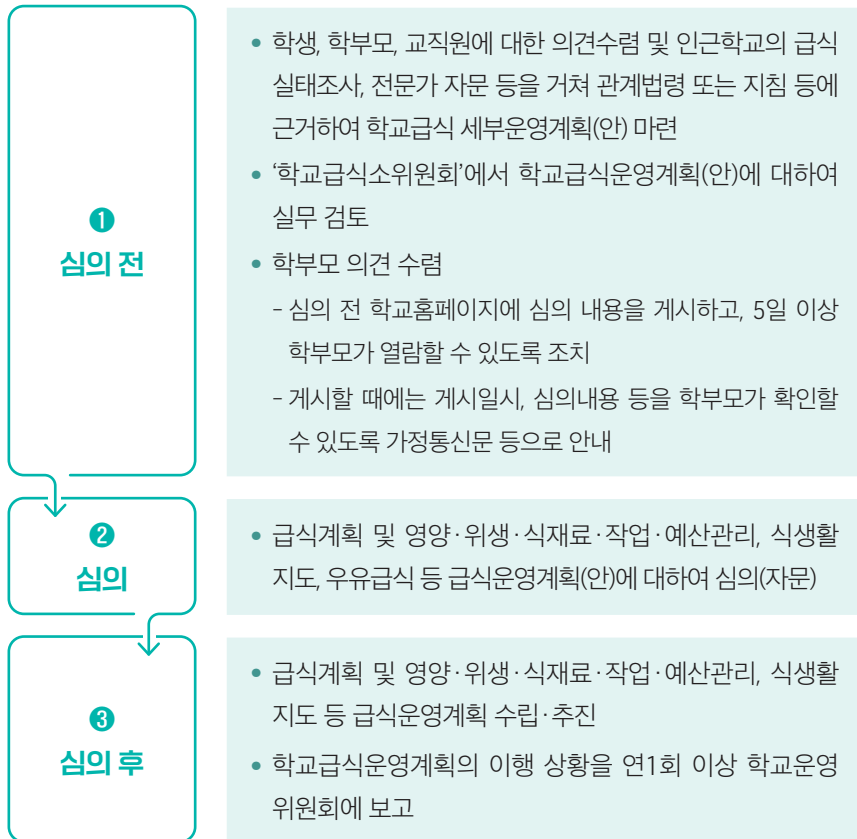 ❶
심의 전
• 학생, 학부모, 교직원에 대한 의견수렴 및 인근학교의 급식
실태조사, 전문가 자문 등을 거쳐 관계법령 또는 지침 등에
근거하여 학교급식 세부운영계획(안) 마련
• ‘학교급식소위원회’에서 학교급식운영계획(안)에 대하여
실무 검토
• 학부모 의견 수렴
- 심의 전 학교홈페이지에 심의 내용을 게시하고, 5일 이상
학부모가 열람할 수 있도록 조치
- 게시할 때에는 게시일시, 심의내용 등을 학부모가 확인할
수 있도록 가정통신문 등으로 안내
❷
심의
• 급식계획 및 영양·위생·식재료·작업·예산관리, 식생활
지도, 우유급식 등 급식운영계획(안)에 대하여 심의(자문)
❸
심의 후
• 급식계획 및 영양·위생·식재료·작업·예산관리, 식생활
지도 등 급식운영계획 수립·추진
• 학교급식운영계획의 이행 상황을 연1회 이상 학교운영
위원회에 보고